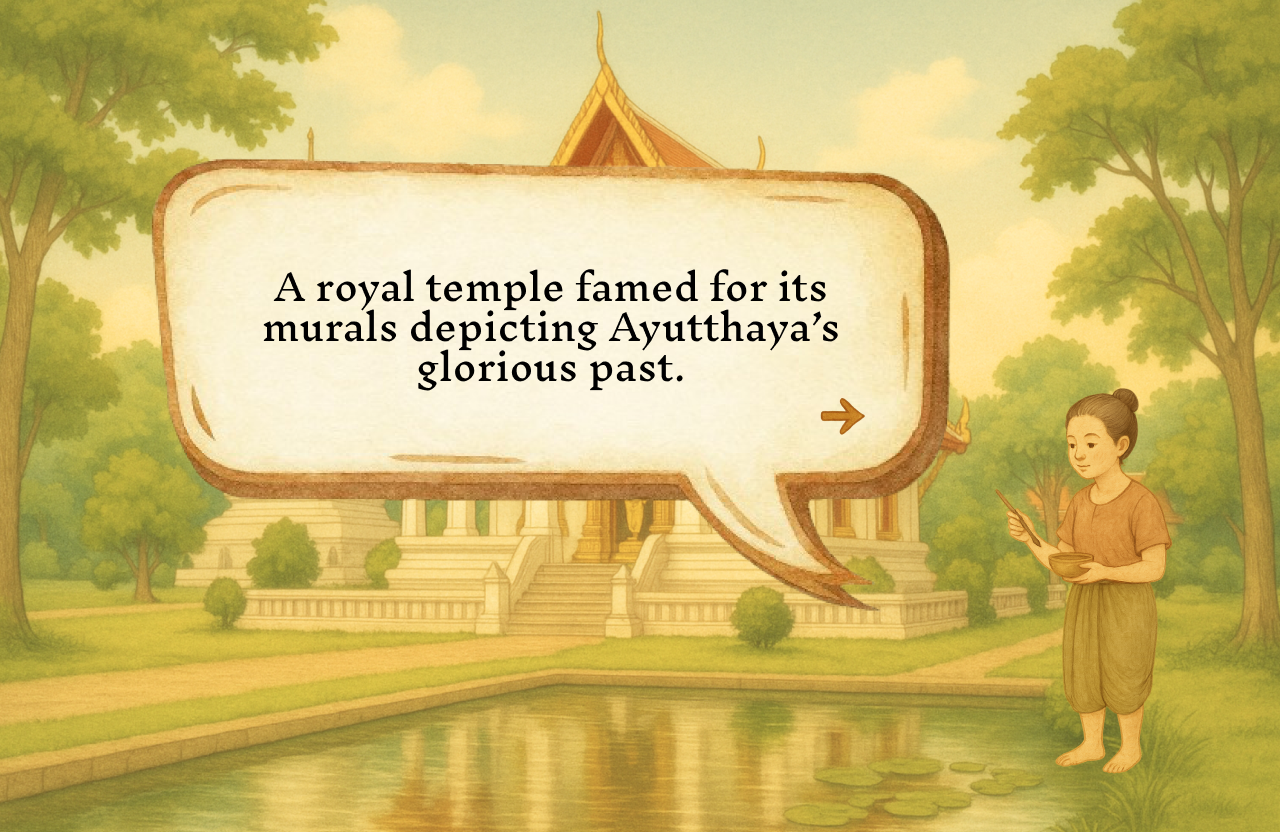 A royal temple famed for its
murals depicting Ayutthaya’s
glorious past.